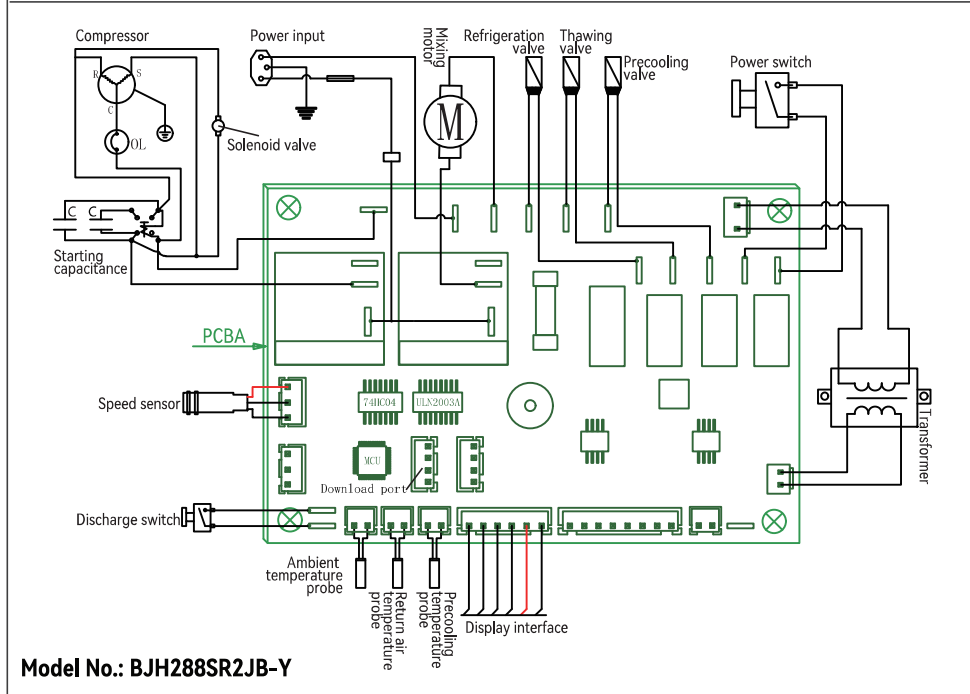 Compressor
R
S
C
OL
Solenoid valve
Power input
Mixing
motor
M
Refrigeration
valve
Thawing
valve
Precooling
valve
Power switch
C
C
Starting
capacitance
PCBA
Speed sensor
74HC04
ULN2003A
MCU
Download port
Transformer
Discharge switch
Ambient
temperature
probe
Return air
temperature
probe
Precooling
temperature
probe
Display interface
Model No.: BJH288SR2JB-Y